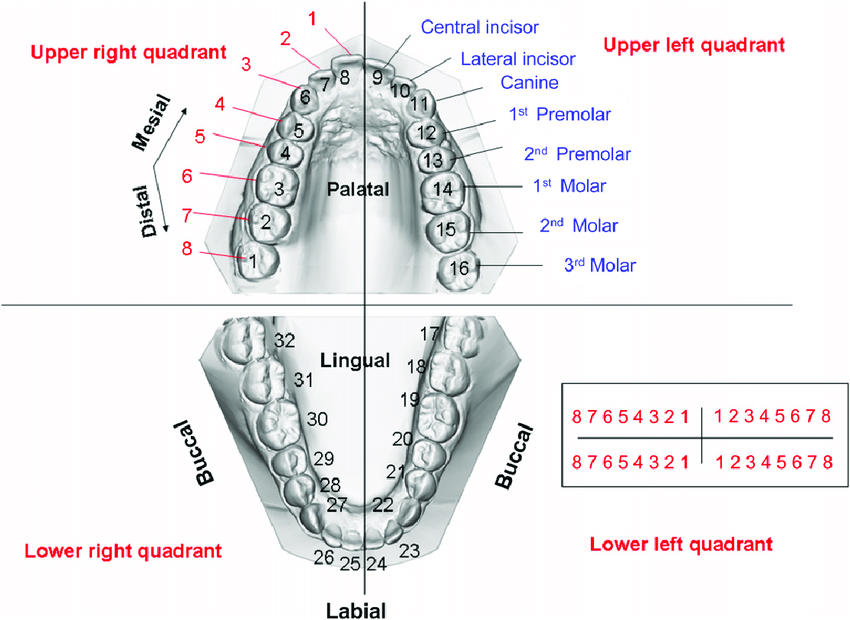 1
Central incisor
Upper right quadrant
2
Upper left quadrant
Lateral incisor
3
8
9
7
10
Canine
6
11
4
1st Premolar
Mesial
5
12
5
2nd Premolar
4
13
6
1st Molar
3
Palatal
14
Distal
7
2
15
2nd Molar
8
1
16
3rd Molar
32
17
Lingual
18
31
19
30
8 7 6 5 4 3 2 1
1 2 3 4 5 6 7 8
20
Buccal
Buccal
29
8 7 6 5 4 3 2 1
1 2 3 4 5 6 7 8
21
28
27
22
Lower right quadrant
26
25
24
23
Lower left quadrant
Labial